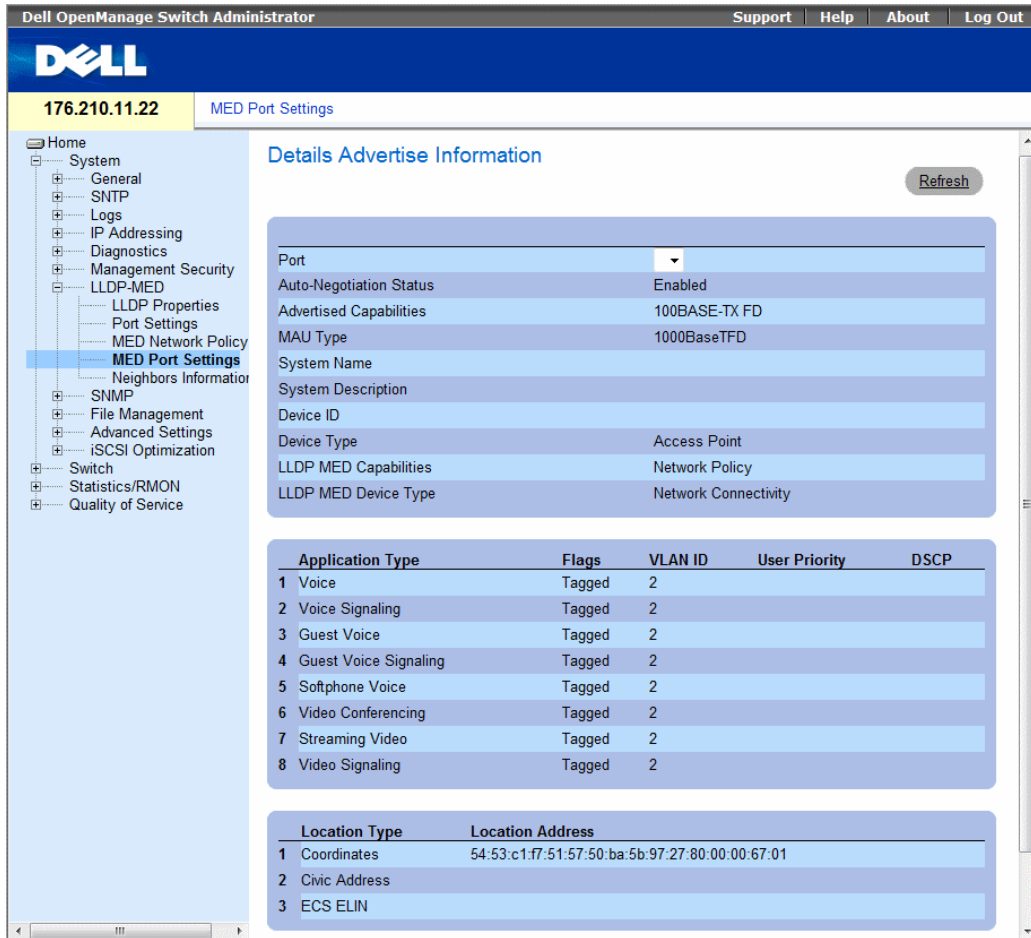 Dell OpenManage Switch Administrator Support Help About Log Out
DELL
176.210.11.22 MED Port Settings
Home
System
General
SNTP
Logs
IP Addressing
Diagnostics
Management Security
LLDP-MED
LLDP Properties
Port Settings
MED Network Policy
MED Port Settings
Neighbors Information
SNMP
File Management
Advanced Settings
iSCSI Optimization
Switch
Statistics/RMON
Quality of Service
Details Advertise Information
Refresh
Port
Auto-Negotiation Status Enabled
Advertised Capabilities 100BASE-TX FD
MAU Type 1000BaseTFD
System Name
System Description
Device ID
Device Type Access Point
LLDP MED Capabilities Network Policy
LLDP MED Device Type Network Connectivity
Application Type Flags VLAN ID User Priority DSCP
1 Voice Tagged 2
2 Voice Signaling Tagged 2
3 Guest Voice Tagged 2
4 Guest Voice Signaling Tagged 2
5 Softphone Voice Tagged 2
6 Video Conferencing Tagged 2
7 Streaming Video Tagged 2
8 Video Signaling Tagged 2
Location Type Location Address
1 Coordinates 54:53:c1:f7:51:57:50:ba:5b:97:27:80:00:00:67:01
2 Civic Address
3 ECS ELIN